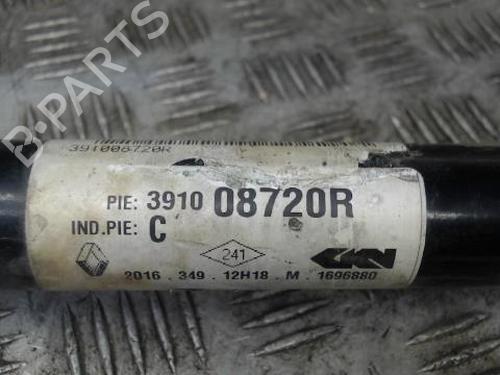 B-PARTS
391008720R
PIE: 3910 08720R
IND.PIE: C
241
GKN
2016 . 349 . 12H18 . M . 1696880